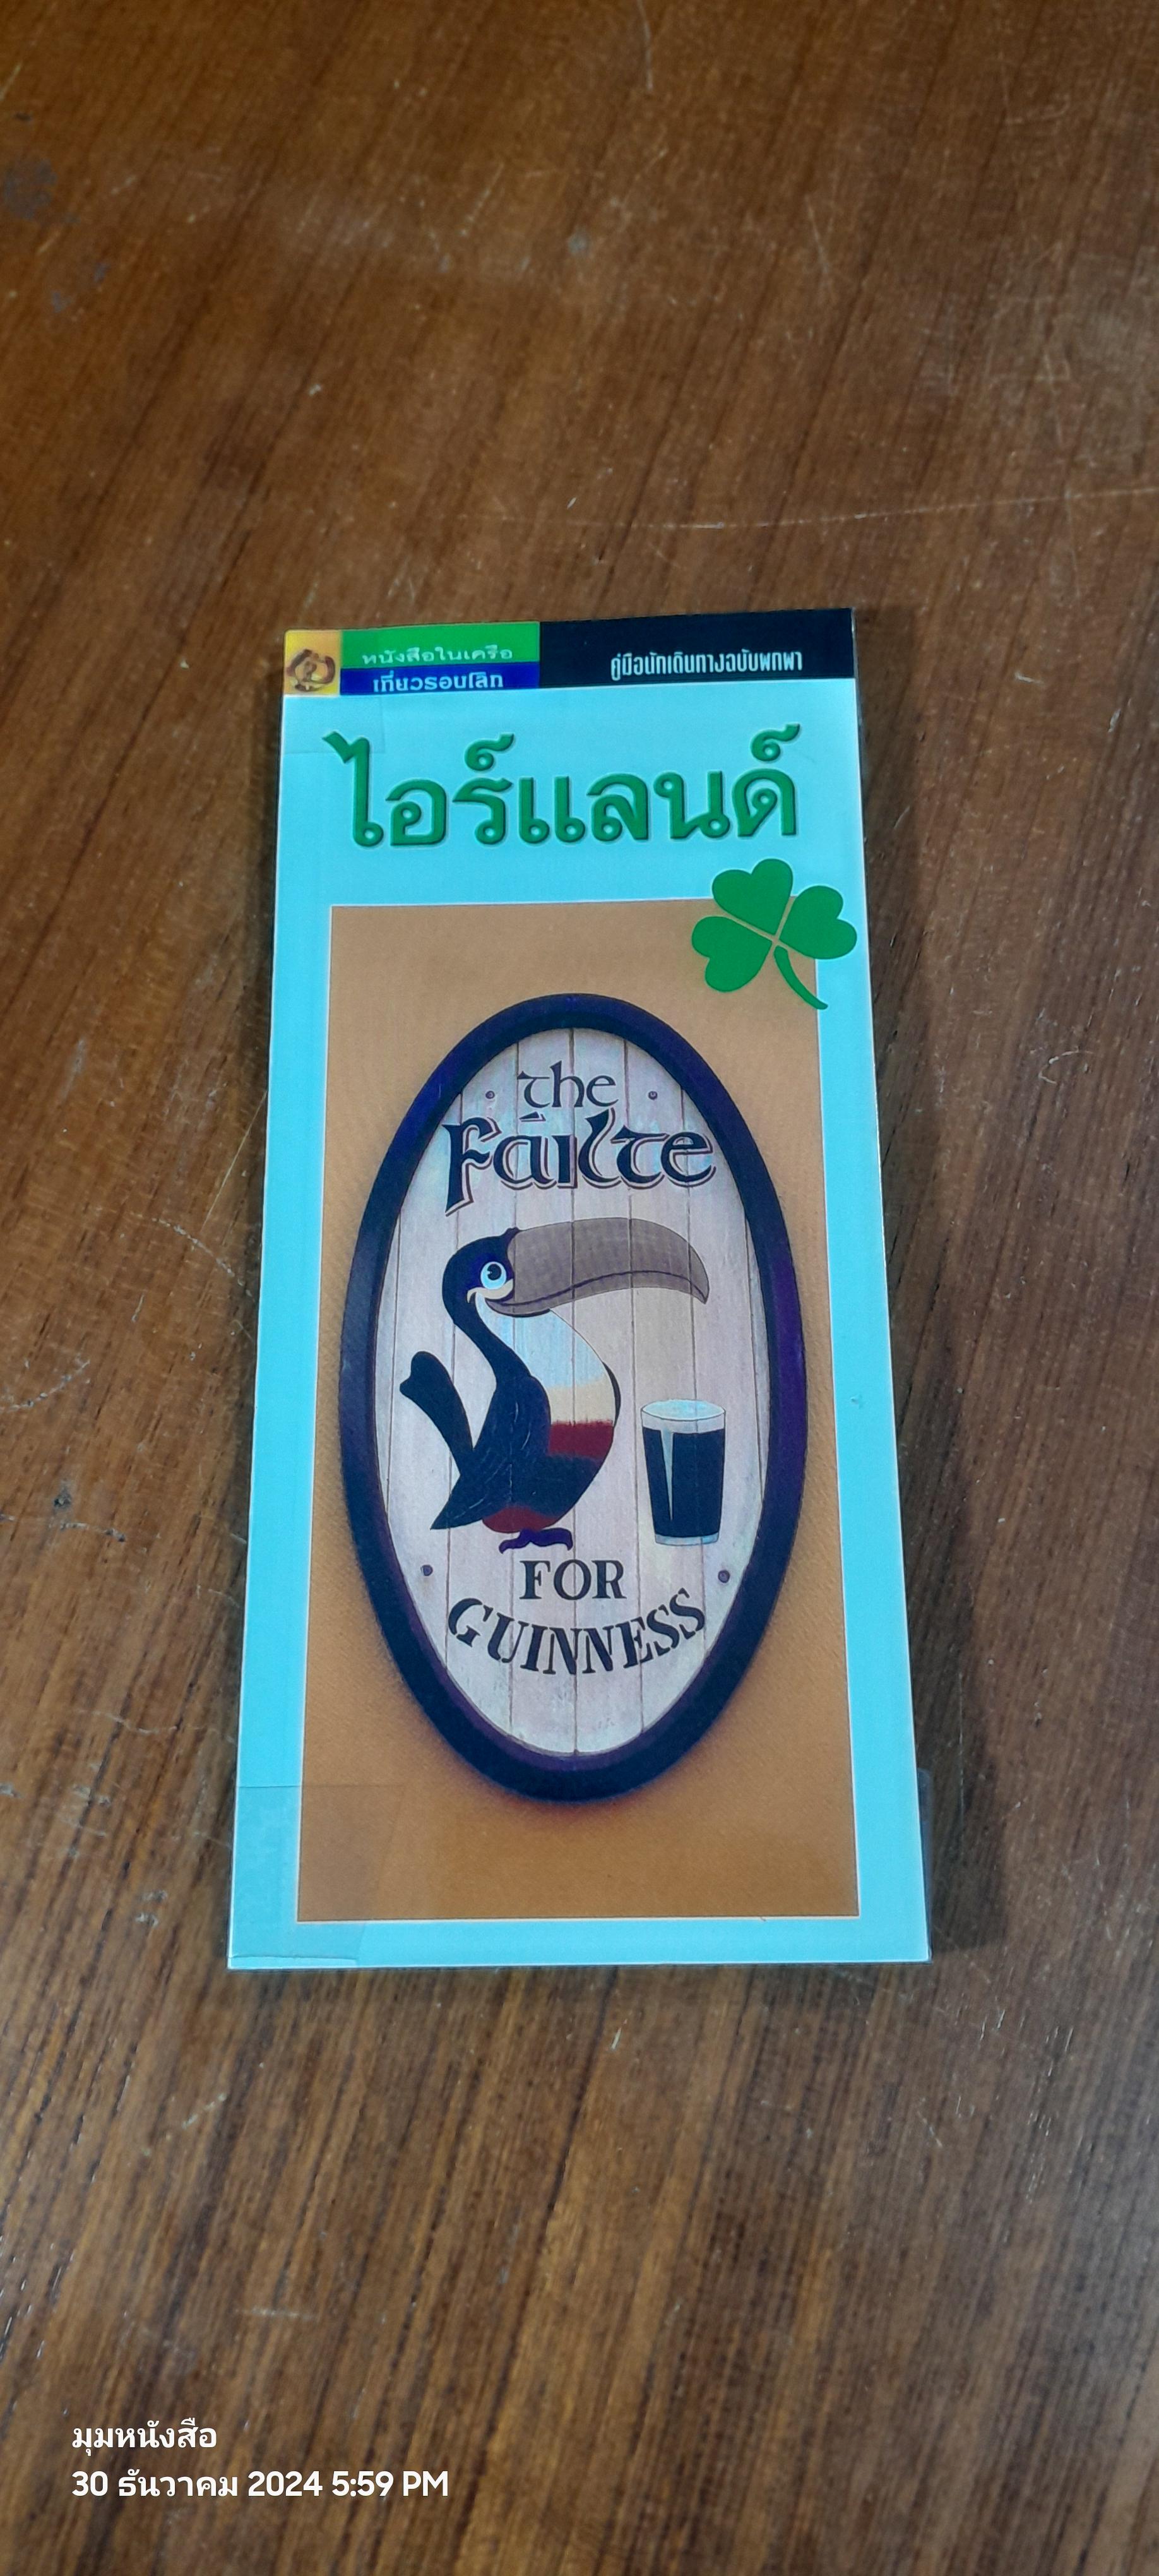 หนังสือในเครือ
เที่ยวรอบโลก
คู่มือนักเดินทางฉบับพกพา
ไอร์แลนด์
the
Fáilte
FOR
GUINNESS
มุมหนังสือ
30 ธันวาคม 2024 5:59 PM